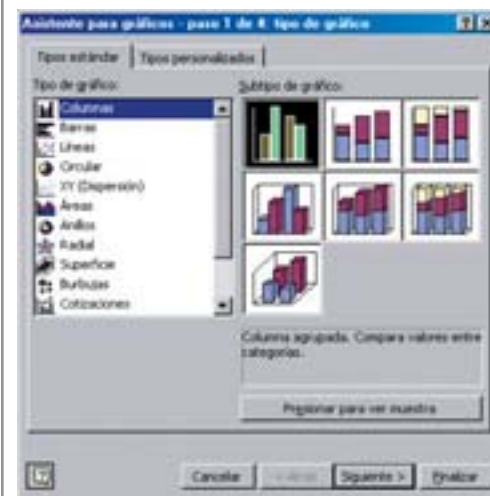 Asistente para gráficos - paso 1 de 4: tipo de gráfico
Tipos estándar
Tipos personalizados
Tipo de gráfico:
Columnas
Barras
Líneas
Circular
XY (Dispersión)
Áreas
Anillos
Radial
Superficie
Burbujas
Cotizaciones
Subtipo de gráfico:
Columna agrupada. Compara valores entre
categorías.
Presionar para ver muestra
Cancelar
< Atrás
Siguiente >
Finalizar